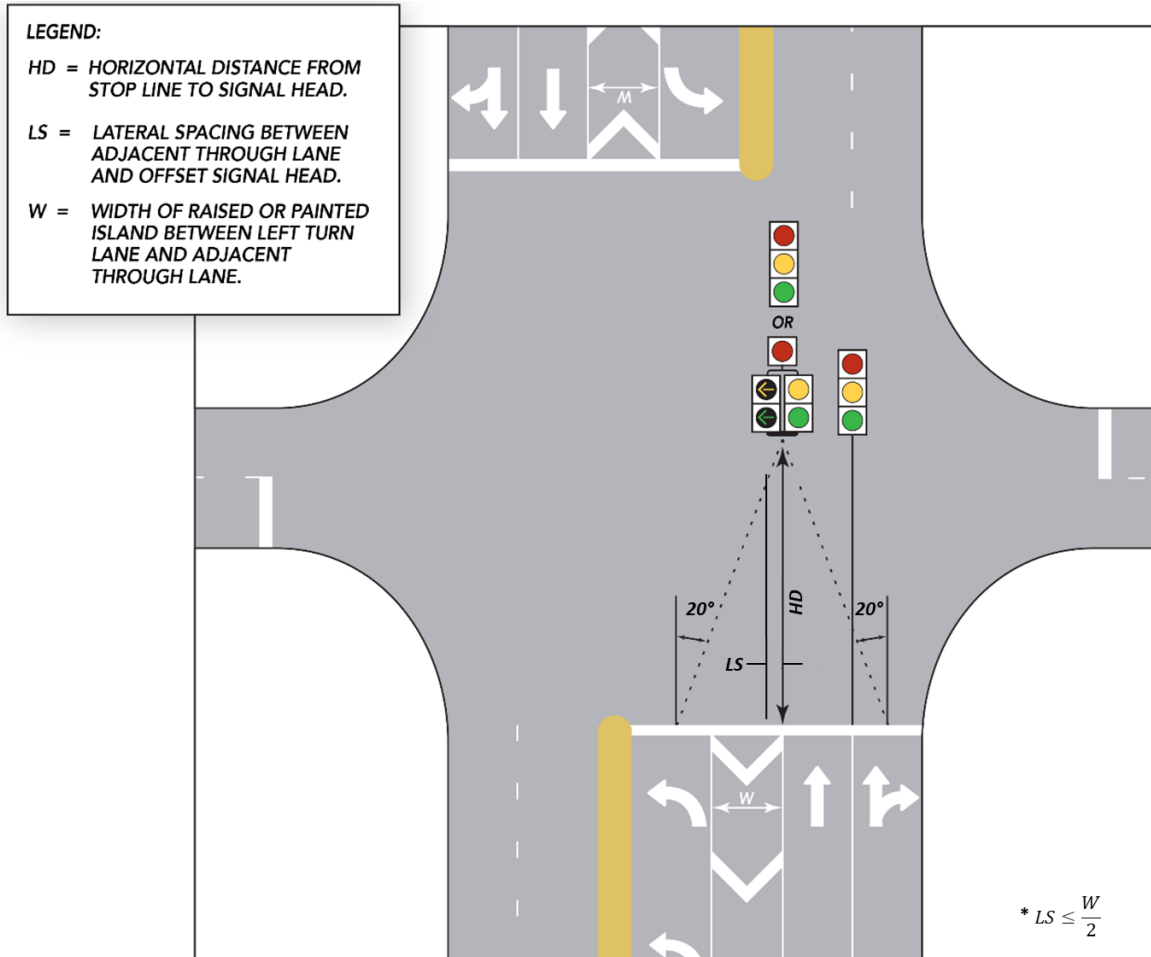 LEGEND:
HD = HORIZONTAL DISTANCE FROM
STOP LINE TO SIGNAL HEAD.
LS = LATERAL SPACING BETWEEN
ADJACENT THROUGH LANE
AND OFFSET SIGNAL HEAD.
W = WIDTH OF RAISED OR PAINTED
ISLAND BETWEEN LEFT TURN
LANE AND ADJACENT
THROUGH LANE.
W
OR
20°
HD
20°
LS
W
* LS ≤ W/2